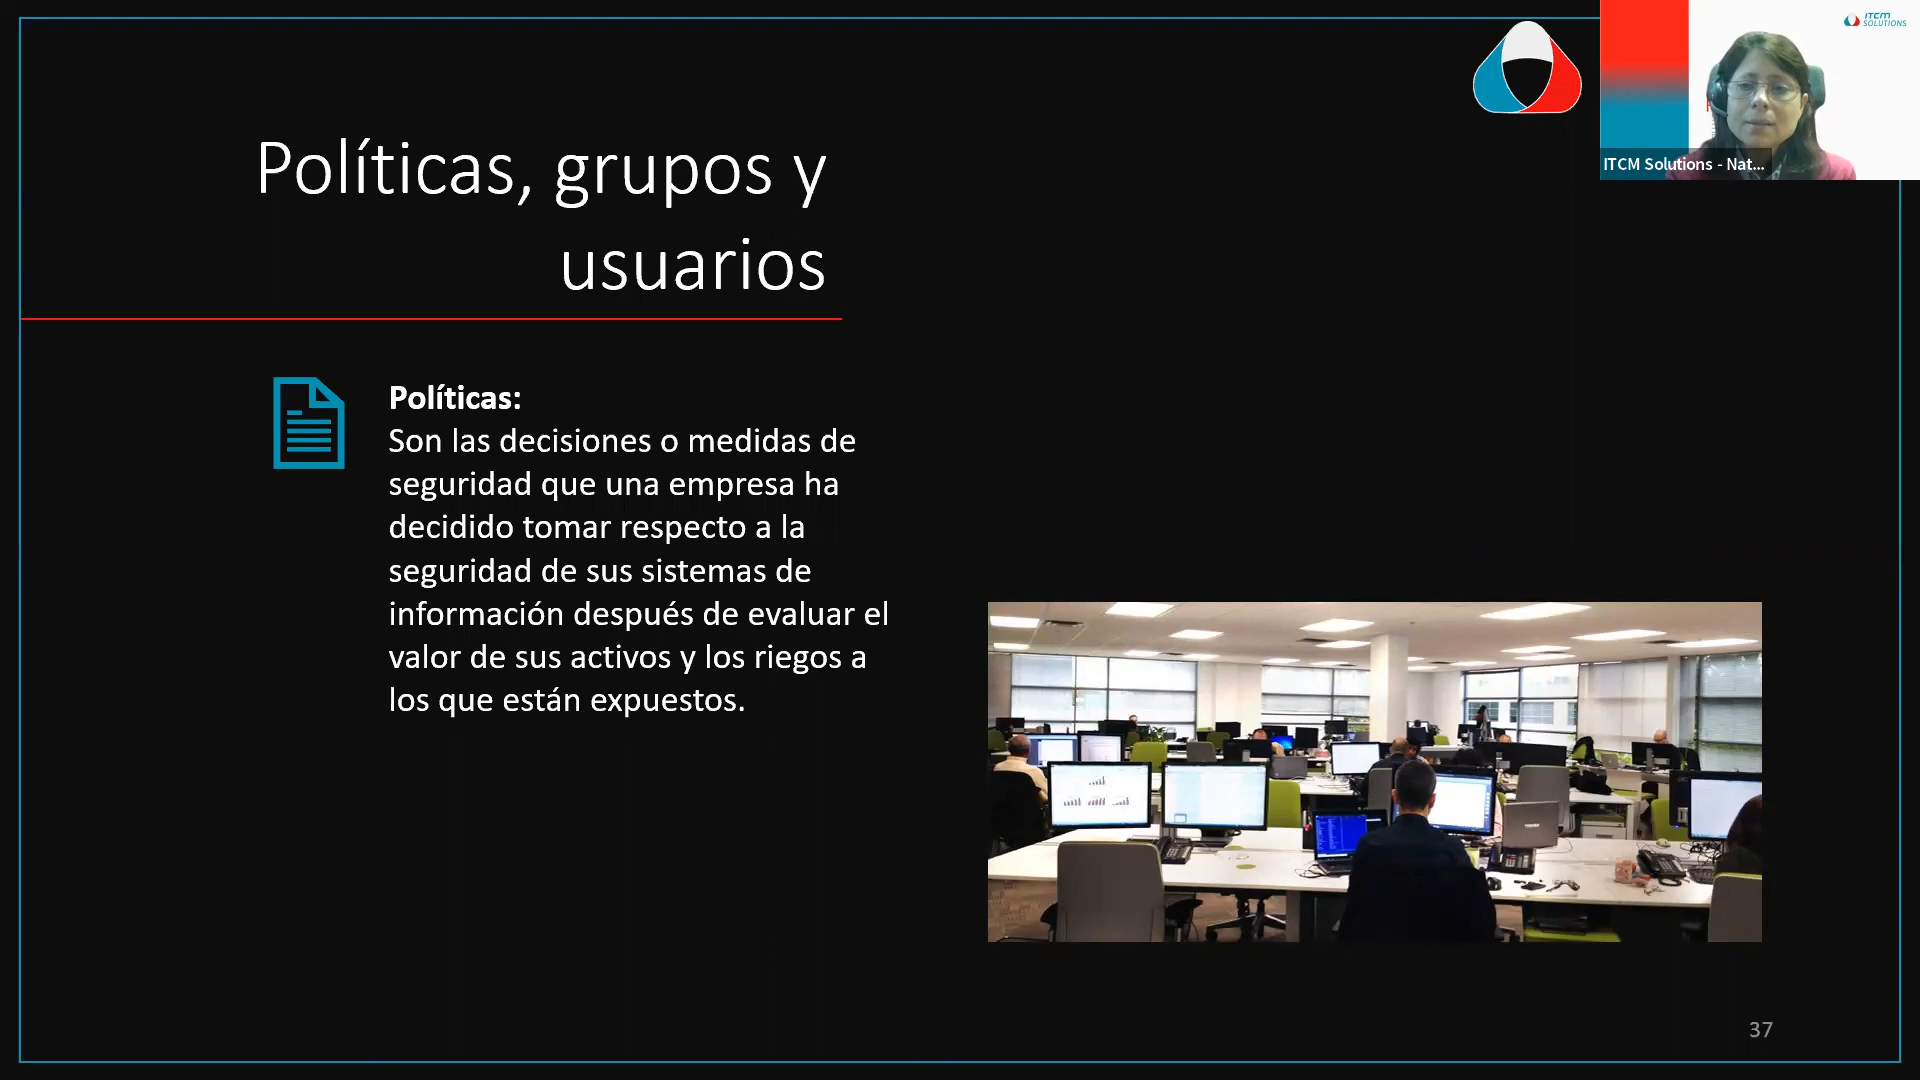 ITCM
SOLUTIONS
ITCM Solutions - Nat...
Políticas, grupos y
usuarios
Políticas:
Son las decisiones o medidas de
seguridad que una empresa ha
decidido tomar respecto a la
seguridad de sus sistemas de
información después de evaluar el
valor de sus activos y los riegos a
los que están expuestos.
37